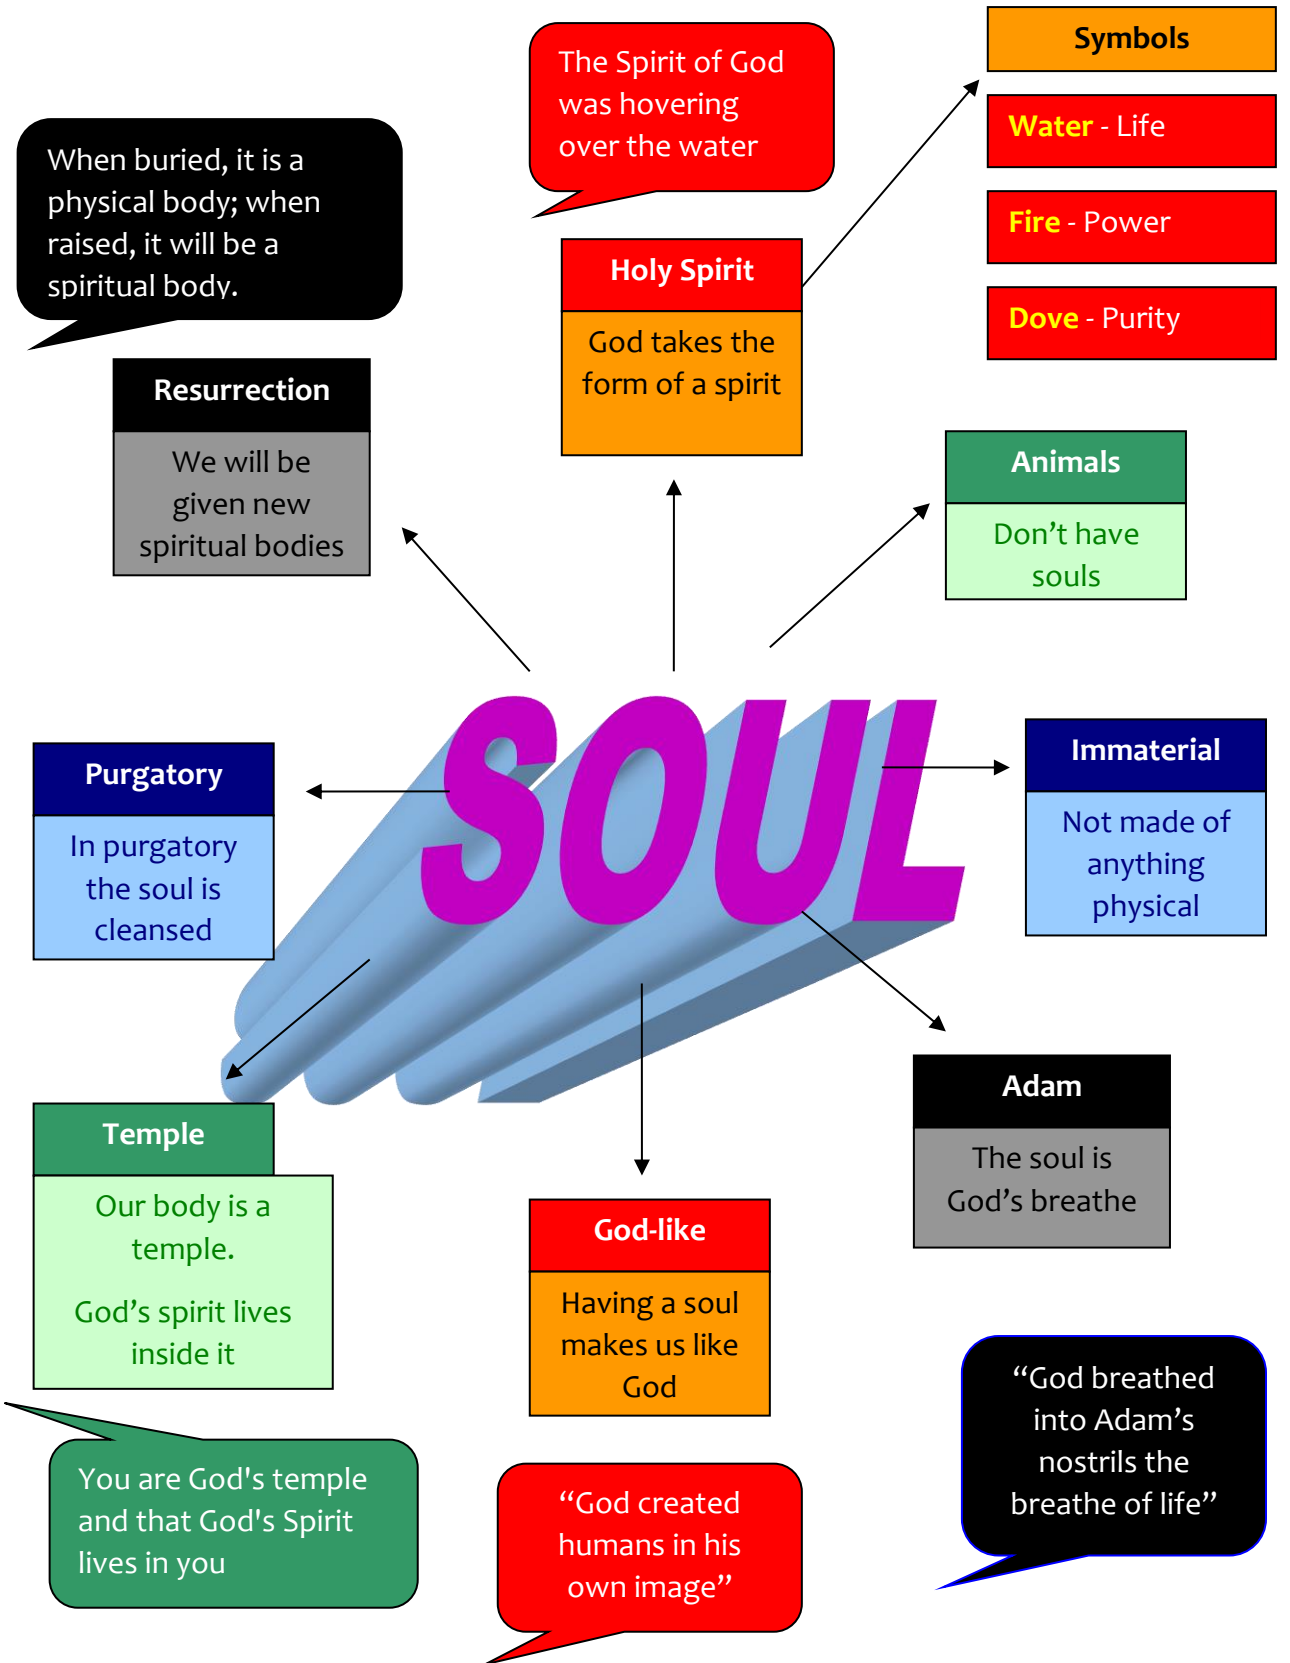 Symbols
The Spirit of God
was hovering
over the water
Water - Life
When buried, it is a
physical body; when
raised, it will be a
spiritual body.
Fire - Power
Holy Spirit
Dove - Purity
God takes the
form of a spirit
Resurrection
We will be
given new
spiritual bodies
Animals
Don’t have
souls
SOUL
Purgatory
In purgatory
the soul is
cleansed
Immaterial
Not made of
anything
physical
Adam
The soul is
God’s breathe
Temple
Our body is a
temple.
God’s spirit lives
inside it
God-like
Having a soul
makes us like
God
“God breathed
into Adam’s
nostrils the
breathe of life”
You are God's temple
and that God's Spirit
lives in you
“God created
humans in his
own image”